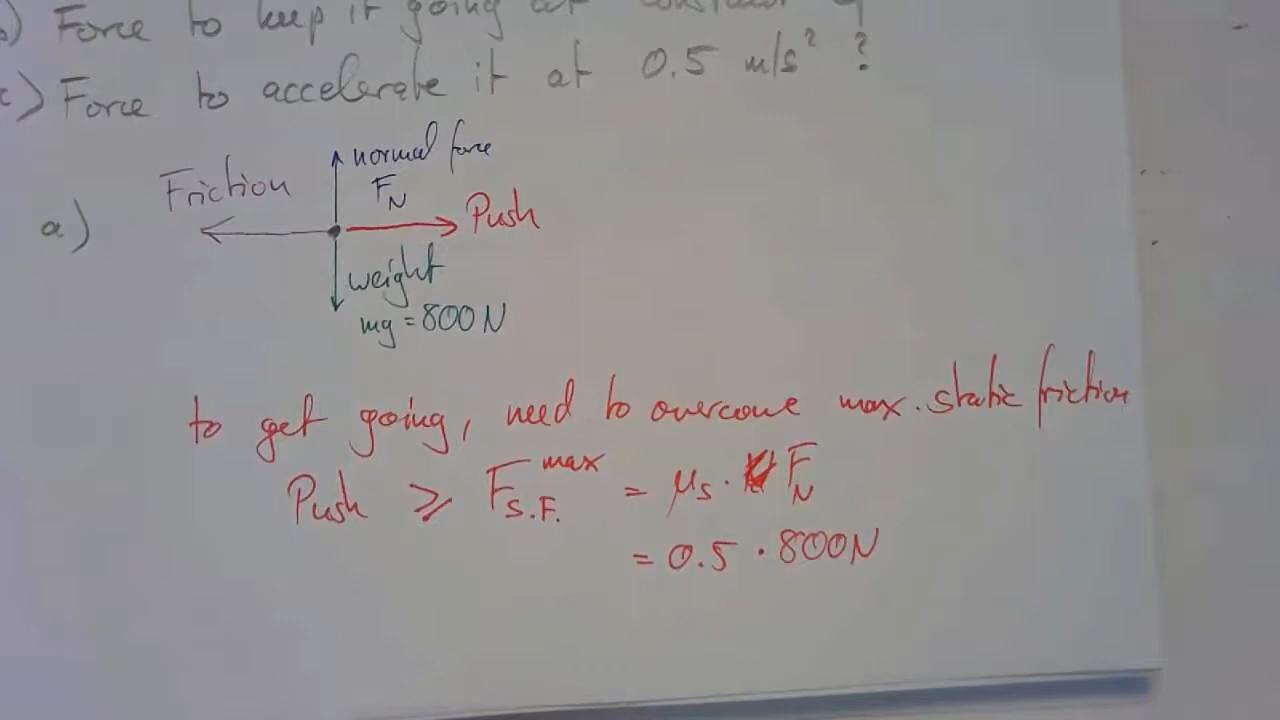 b) Force to keep it going at constant
c) Force to accelerate it at 0.5 m/s² ?
normal force
Friction
F_N
Push
a)
weight
mg = 800 N
to get going, need to overcome max. static friction
Push ⩾ F_S.F.^max = μ_s · F_N
= 0.5 · 800N